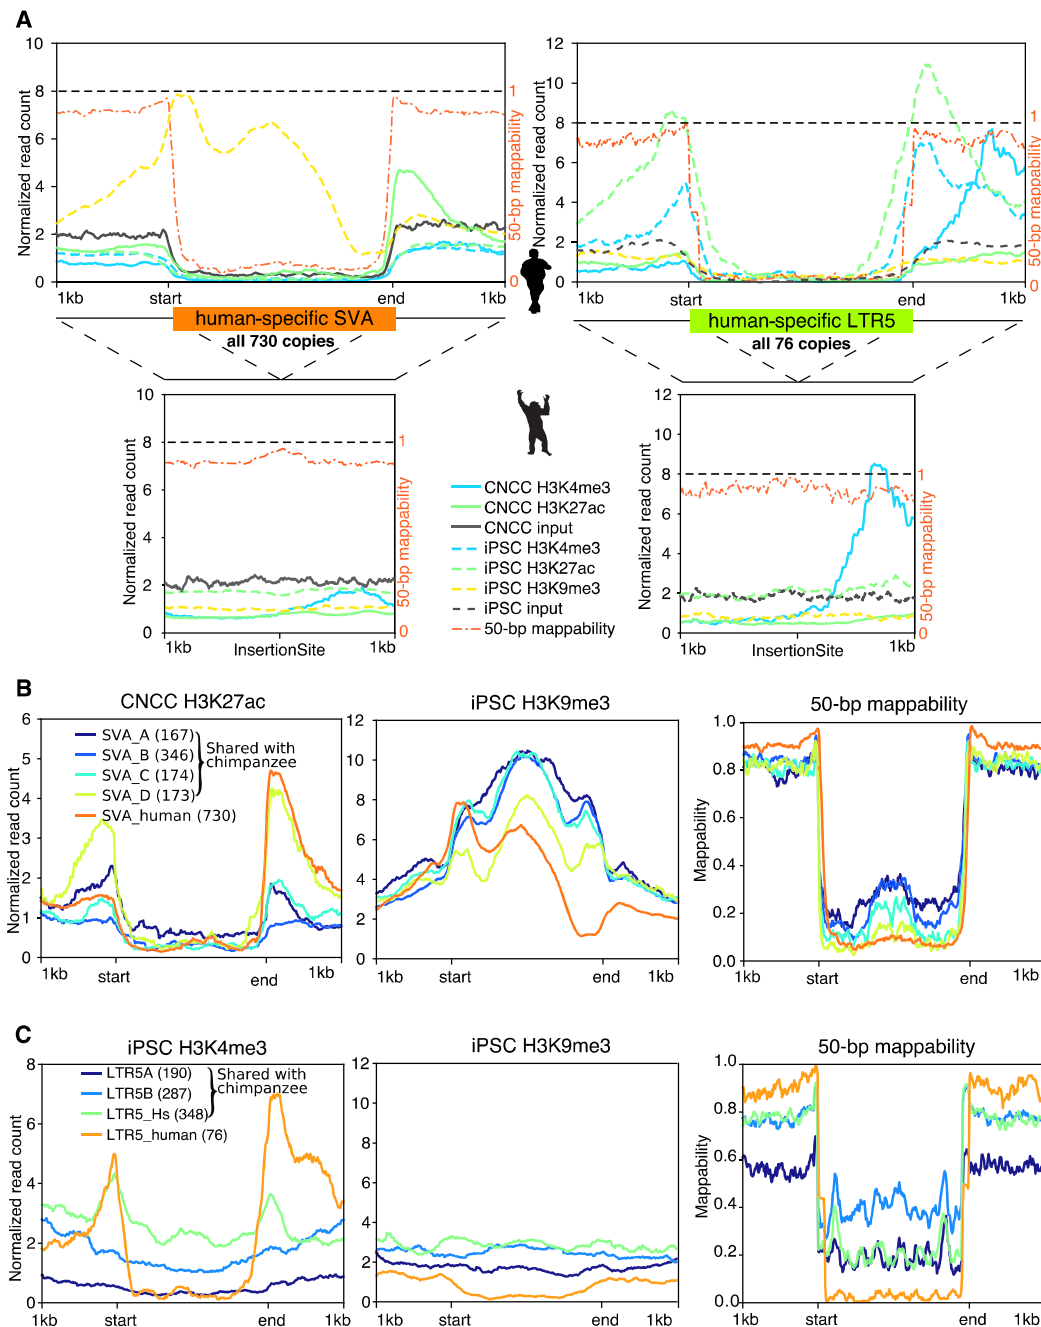 A
10
8
6
4
2
0
Normalized read count
1
50-bp mappability
0
1kb
start
end
1kb
human-specific SVA
all 730 copies
12
10
8
6
4
2
0
Normalized read count
1
50-bp mappability
0
1kb
start
end
1kb
human-specific LTR5
all 76 copies
10
8
6
4
2
0
Normalized read count
1
50-bp mappability
0
1kb
InsertionSite
1kb
CNCC H3K4me3
CNCC H3K27ac
CNCC input
iPSC H3K4me3
iPSC H3K27ac
iPSC H3K9me3
iPSC input
50-bp mappability
12
10
8
6
4
2
0
Normalized read count
1
50-bp mappability
0
1kb
InsertionSite
1kb
B
CNCC H3K27ac
6
5
4
3
2
1
0
Normalized read count
SVA_A (167)
SVA_B (346)
SVA_C (174)
SVA_D (173)
SVA_human (730)
Shared with
chimpanzee
1kb
start
end
1kb
iPSC H3K9me3
12
10
8
6
4
2
0
1kb
start
end
1kb
50-bp mappability
1.0
0.8
0.6
0.4
0.2
0.0
Mappability
1kb
start
end
1kb
C
iPSC H3K4me3
8
6
4
2
0
Normalized read count
LTR5A (190)
LTR5B (287)
LTR5_Hs (348)
LTR5_human (76)
Shared with
chimpanzee
1kb
start
end
1kb
iPSC H3K9me3
12
10
8
6
4
2
0
1kb
start
end
1kb
50-bp mappability
1.0
0.8
0.6
0.4
0.2
0.0
Mappability
1kb
start
end
1kb